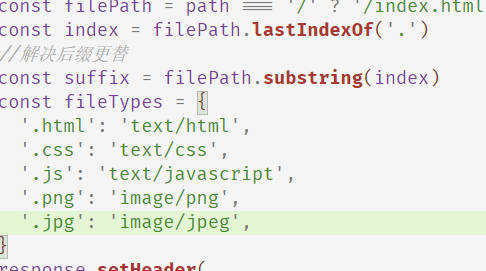 const filePath = path === '/' ? '/index.html
const index = filePath.lastIndexOf('.')
//解决后缀更替
const suffix = filePath.substring(index)
const fileTypes = {
'.html': 'text/html',
'.css': 'text/css',
'.js': 'text/javascript',
'.png': 'image/png',
'.jpg': 'image/jpeg',
}
response.setHeader(